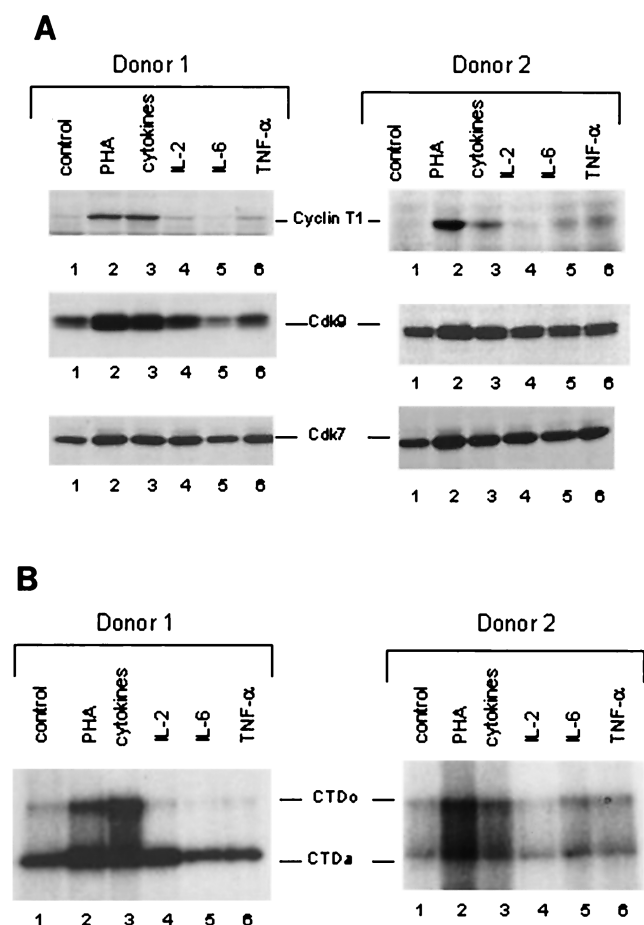 A
Donor 1
Donor 2
control PHA cytokines IL-2 IL-6 TNF-α
control PHA cytokines IL-2 IL-6 TNF-α
Cyclin T1
1 2 3 4 5 6
1 2 3 4 5 6
Cdk9
1 2 3 4 5 6
1 2 3 4 5 6
Cdk7
1 2 3 4 5 6
1 2 3 4 5 6
B
Donor 1
Donor 2
control PHA cytokines IL-2 IL-6 TNF-α
control PHA cytokines IL-2 IL-6 TNF-α
CTDo
CTDa
1 2 3 4 5 6
1 2 3 4 5 6